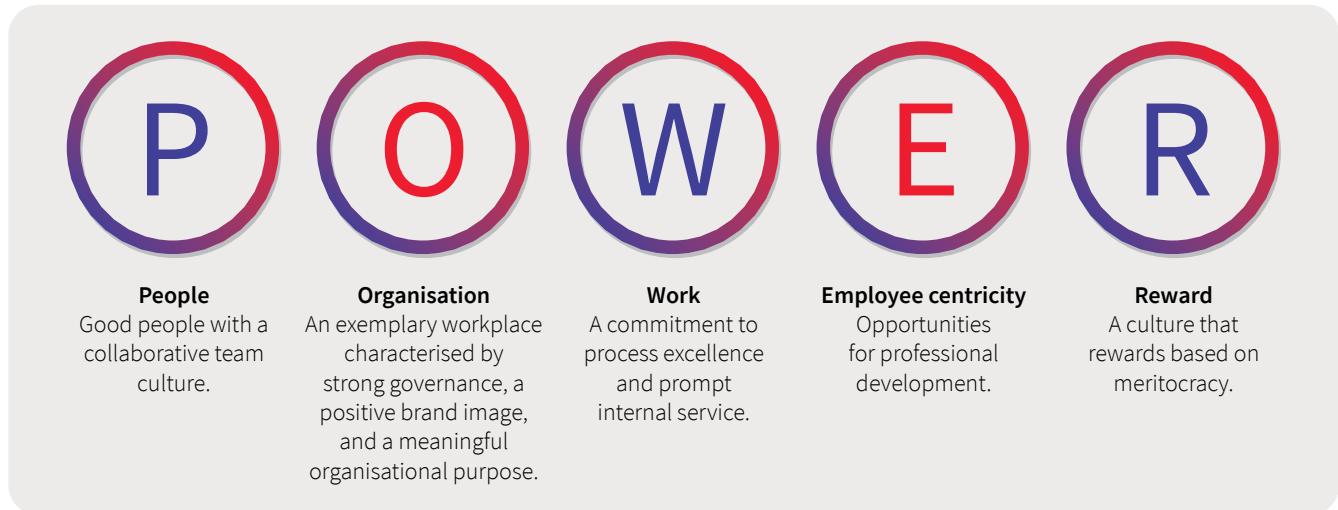 P
O
W
E
R
People
Good people with a
collaborative team
culture.
Organisation
An exemplary workplace
characterised by
strong governance, a
positive brand image,
and a meaningful
organisational purpose.
Work
A commitment to
process excellence
and prompt
internal service.
Employee centricity
Opportunities
for professional
development.
Reward
A culture that
rewards based on
meritocracy.